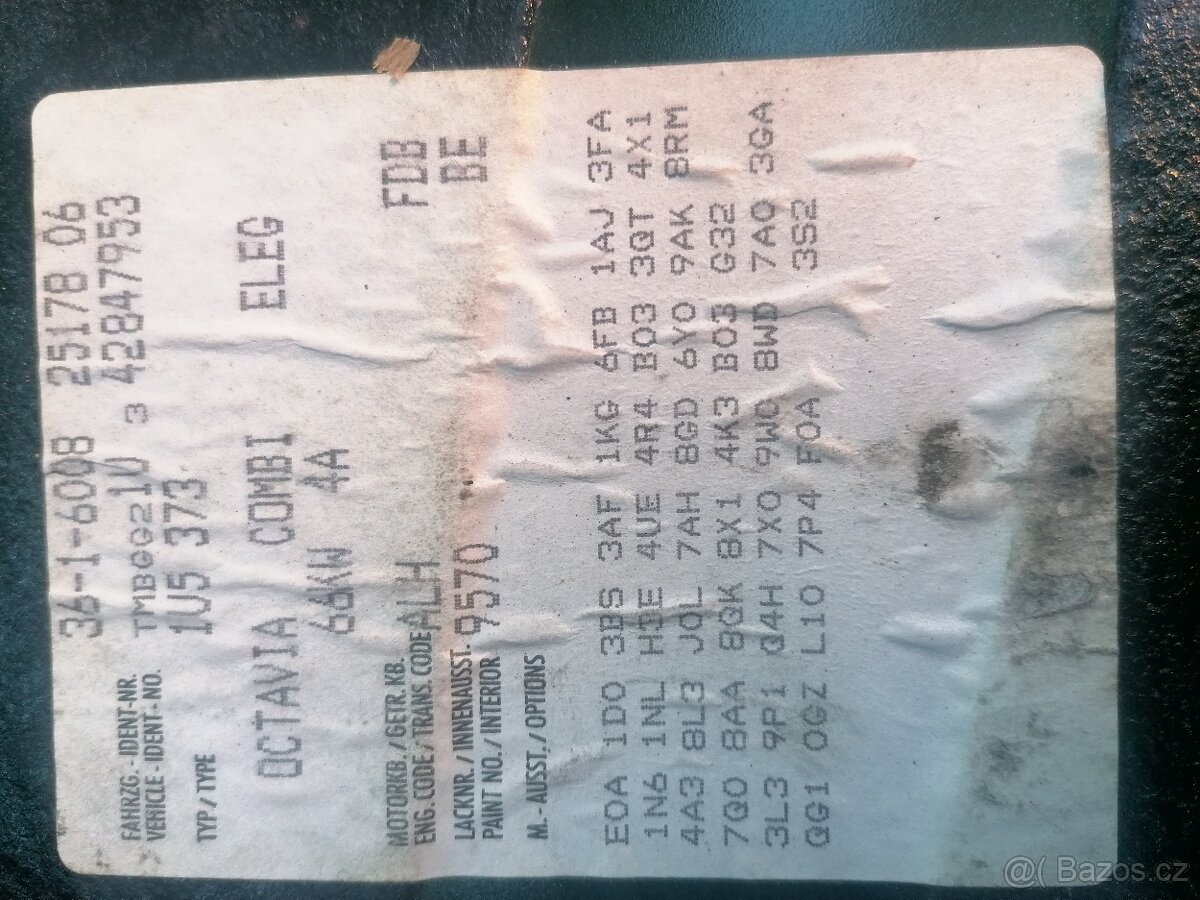 36-1-6008 25178 06
FAHRZG. - IDENT-NR.
VEHICLE - IDENT - NO.
TMBGG21U 3 42847953
TYP / TYPE
1U5 373
OCTAVIA COMBI ELEG
66KW 4A
MOTORKB. / GETR. KB.
ENG. CODE / TRANS. CODE
ALH FDB
LACKNR. / INNENAUSST.
PAINT NO. / INTERIOR
9570 BE
M. - AUSST. / OPTIONS
E0A 1D0 3BS 3AF 1KG 6FB 1AJ 3FA
1N6 1NL H3E 4UE 4R4 B03 3QT 4X1
4A3 8L3 J0L 7AH 8GD 6Y0 9AK 8RM
7Q0 8AA 8QK 8X1 4K3 B03 G32
3L3 9P1 Q4H 7X0 9WC 8WD 7A0 3GA
QG1 0GZ L10 7P4 F0A 3S2
@( Bazos.cz